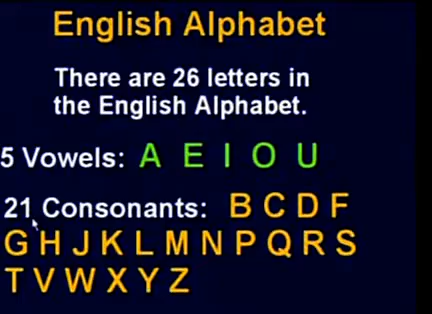 English Alphabet
There are 26 letters in
the English Alphabet.
5 Vowels: A E I O U
21 Consonants: B C D F
G H J K L M N P Q R S
T V W X Y Z